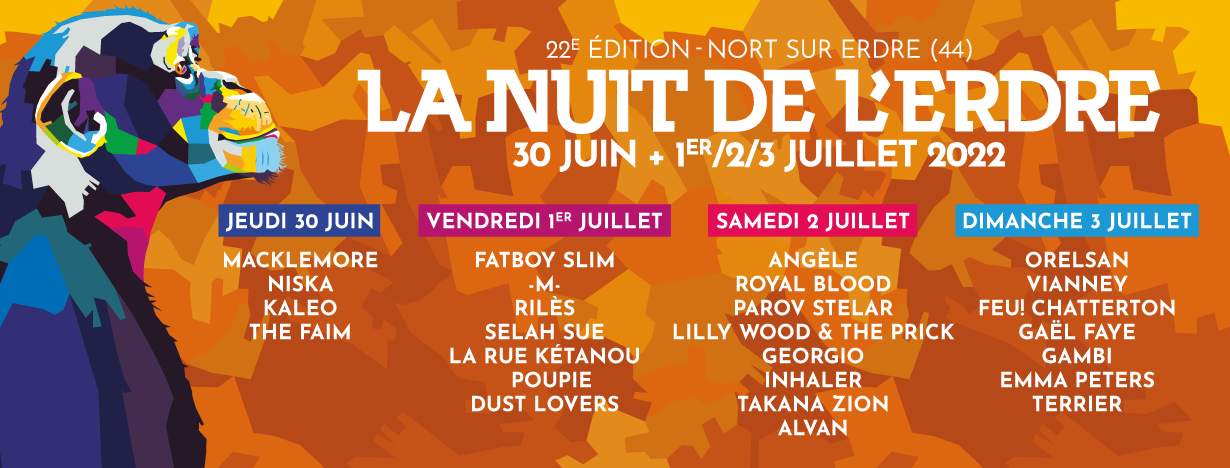 22E ÉDITION - NORT SUR ERDRE (44)
LA NUIT DE L'ERDRE
30 JUIN + 1ER/2/3 JUILLET 2022
JEUDI 30 JUIN
MACKLEMORE
NISKA
KALEO
THE FAIM
VENDREDI 1ER JUILLET
FATBOY SLIM
-M-
RILÈS
SELAH SUE
LA RUE KÉTANOU
POUPIE
DUST LOVERS
SAMEDI 2 JUILLET
ANGÈLE
ROYAL BLOOD
PAROV STELAR
LILLY WOOD & THE PRICK
GEORGIO
INHALER
TAKANA ZION
ALVAN
DIMANCHE 3 JUILLET
ORELSAN
VIANNEY
FEU! CHATTERTON
GAËL FAYE
GAMBI
EMMA PETERS
TERRIER